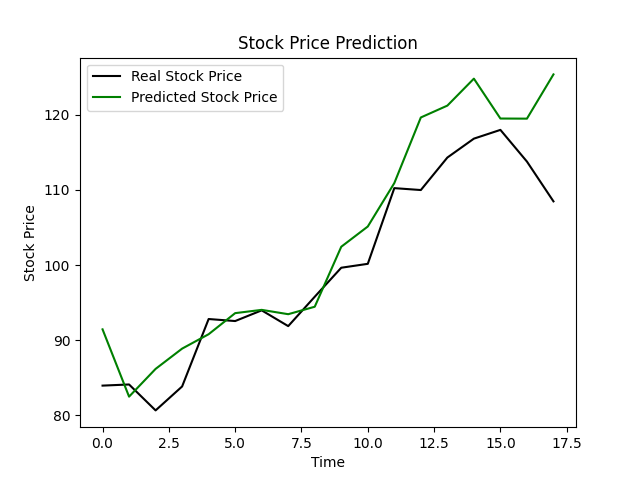 Stock Price Prediction
Real Stock Price
Predicted Stock Price
Stock Price
120
110
100
90
80
0.0 2.5 5.0 7.5 10.0 12.5 15.0 17.5
Time